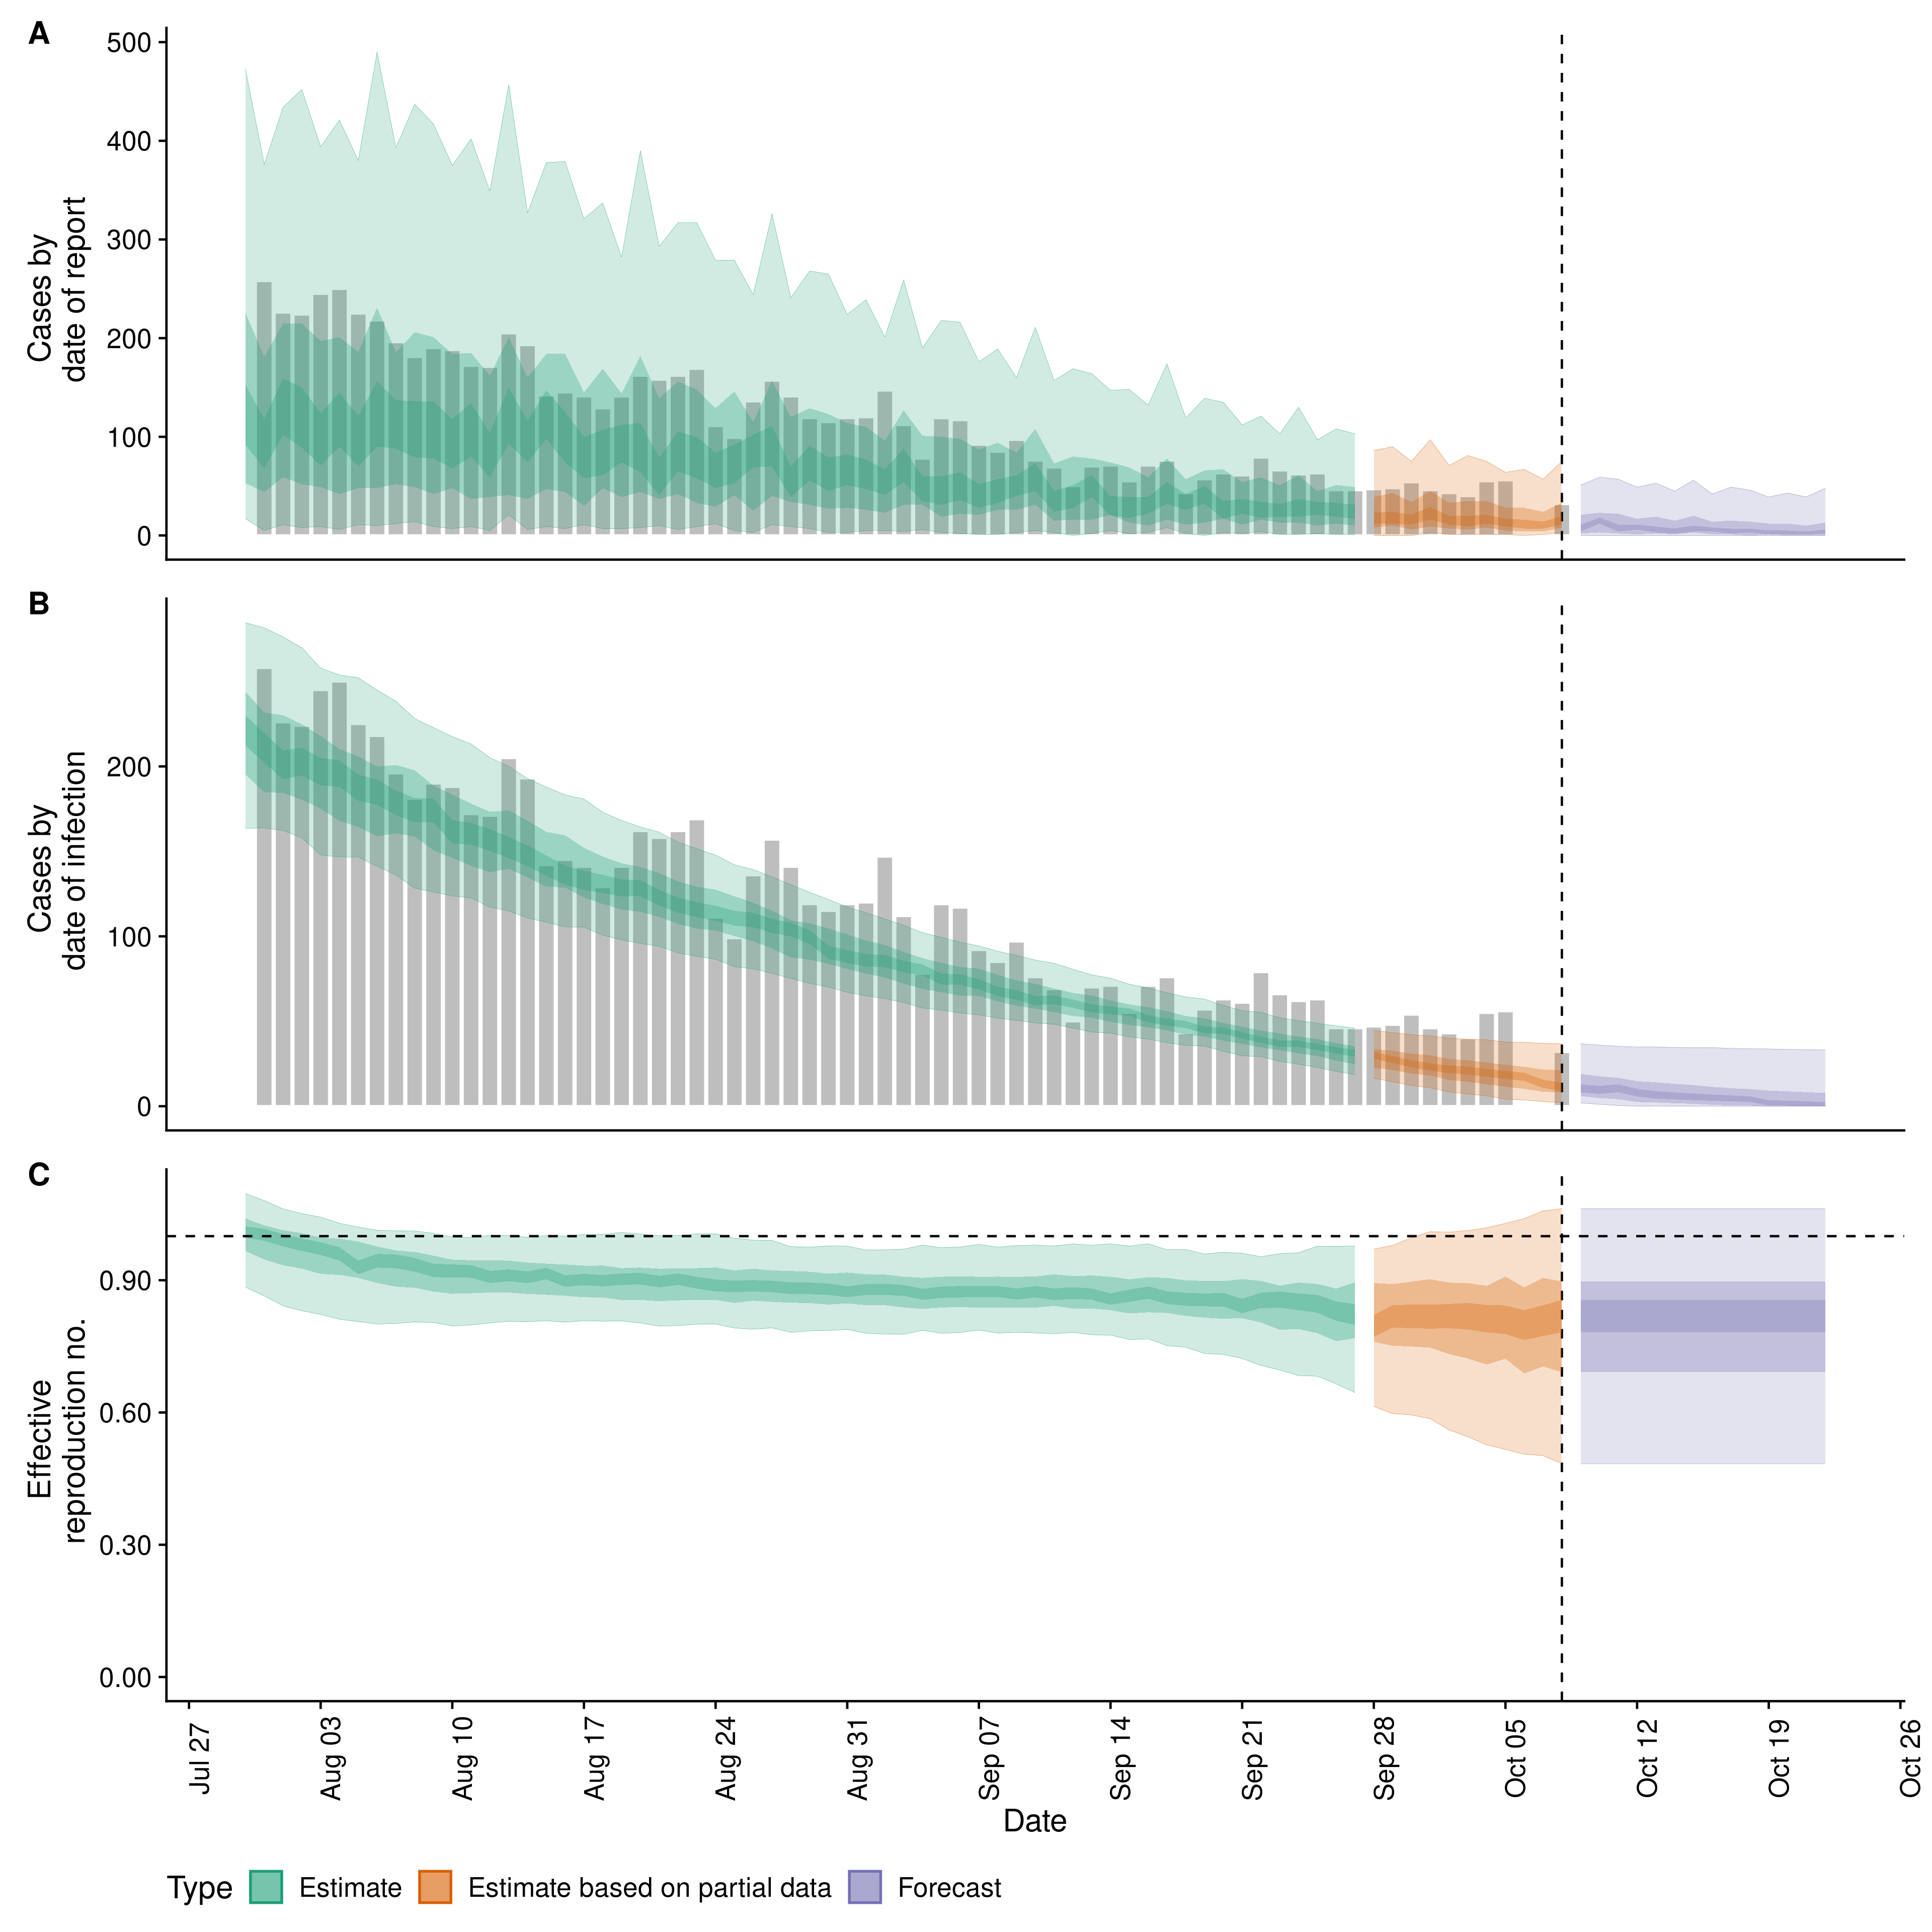 A
Cases by
date of report
500
400
300
200
100
0
B
Cases by
date of infection
200
100
0
C
Effective
reproduction no.
0.90
0.60
0.30
0.00
Jul 27
Aug 03
Aug 10
Aug 17
Aug 24
Aug 31
Sep 07
Sep 14
Sep 21
Sep 28
Oct 05
Oct 12
Oct 19
Oct 26
Date
Type Estimate Estimate based on partial data Forecast